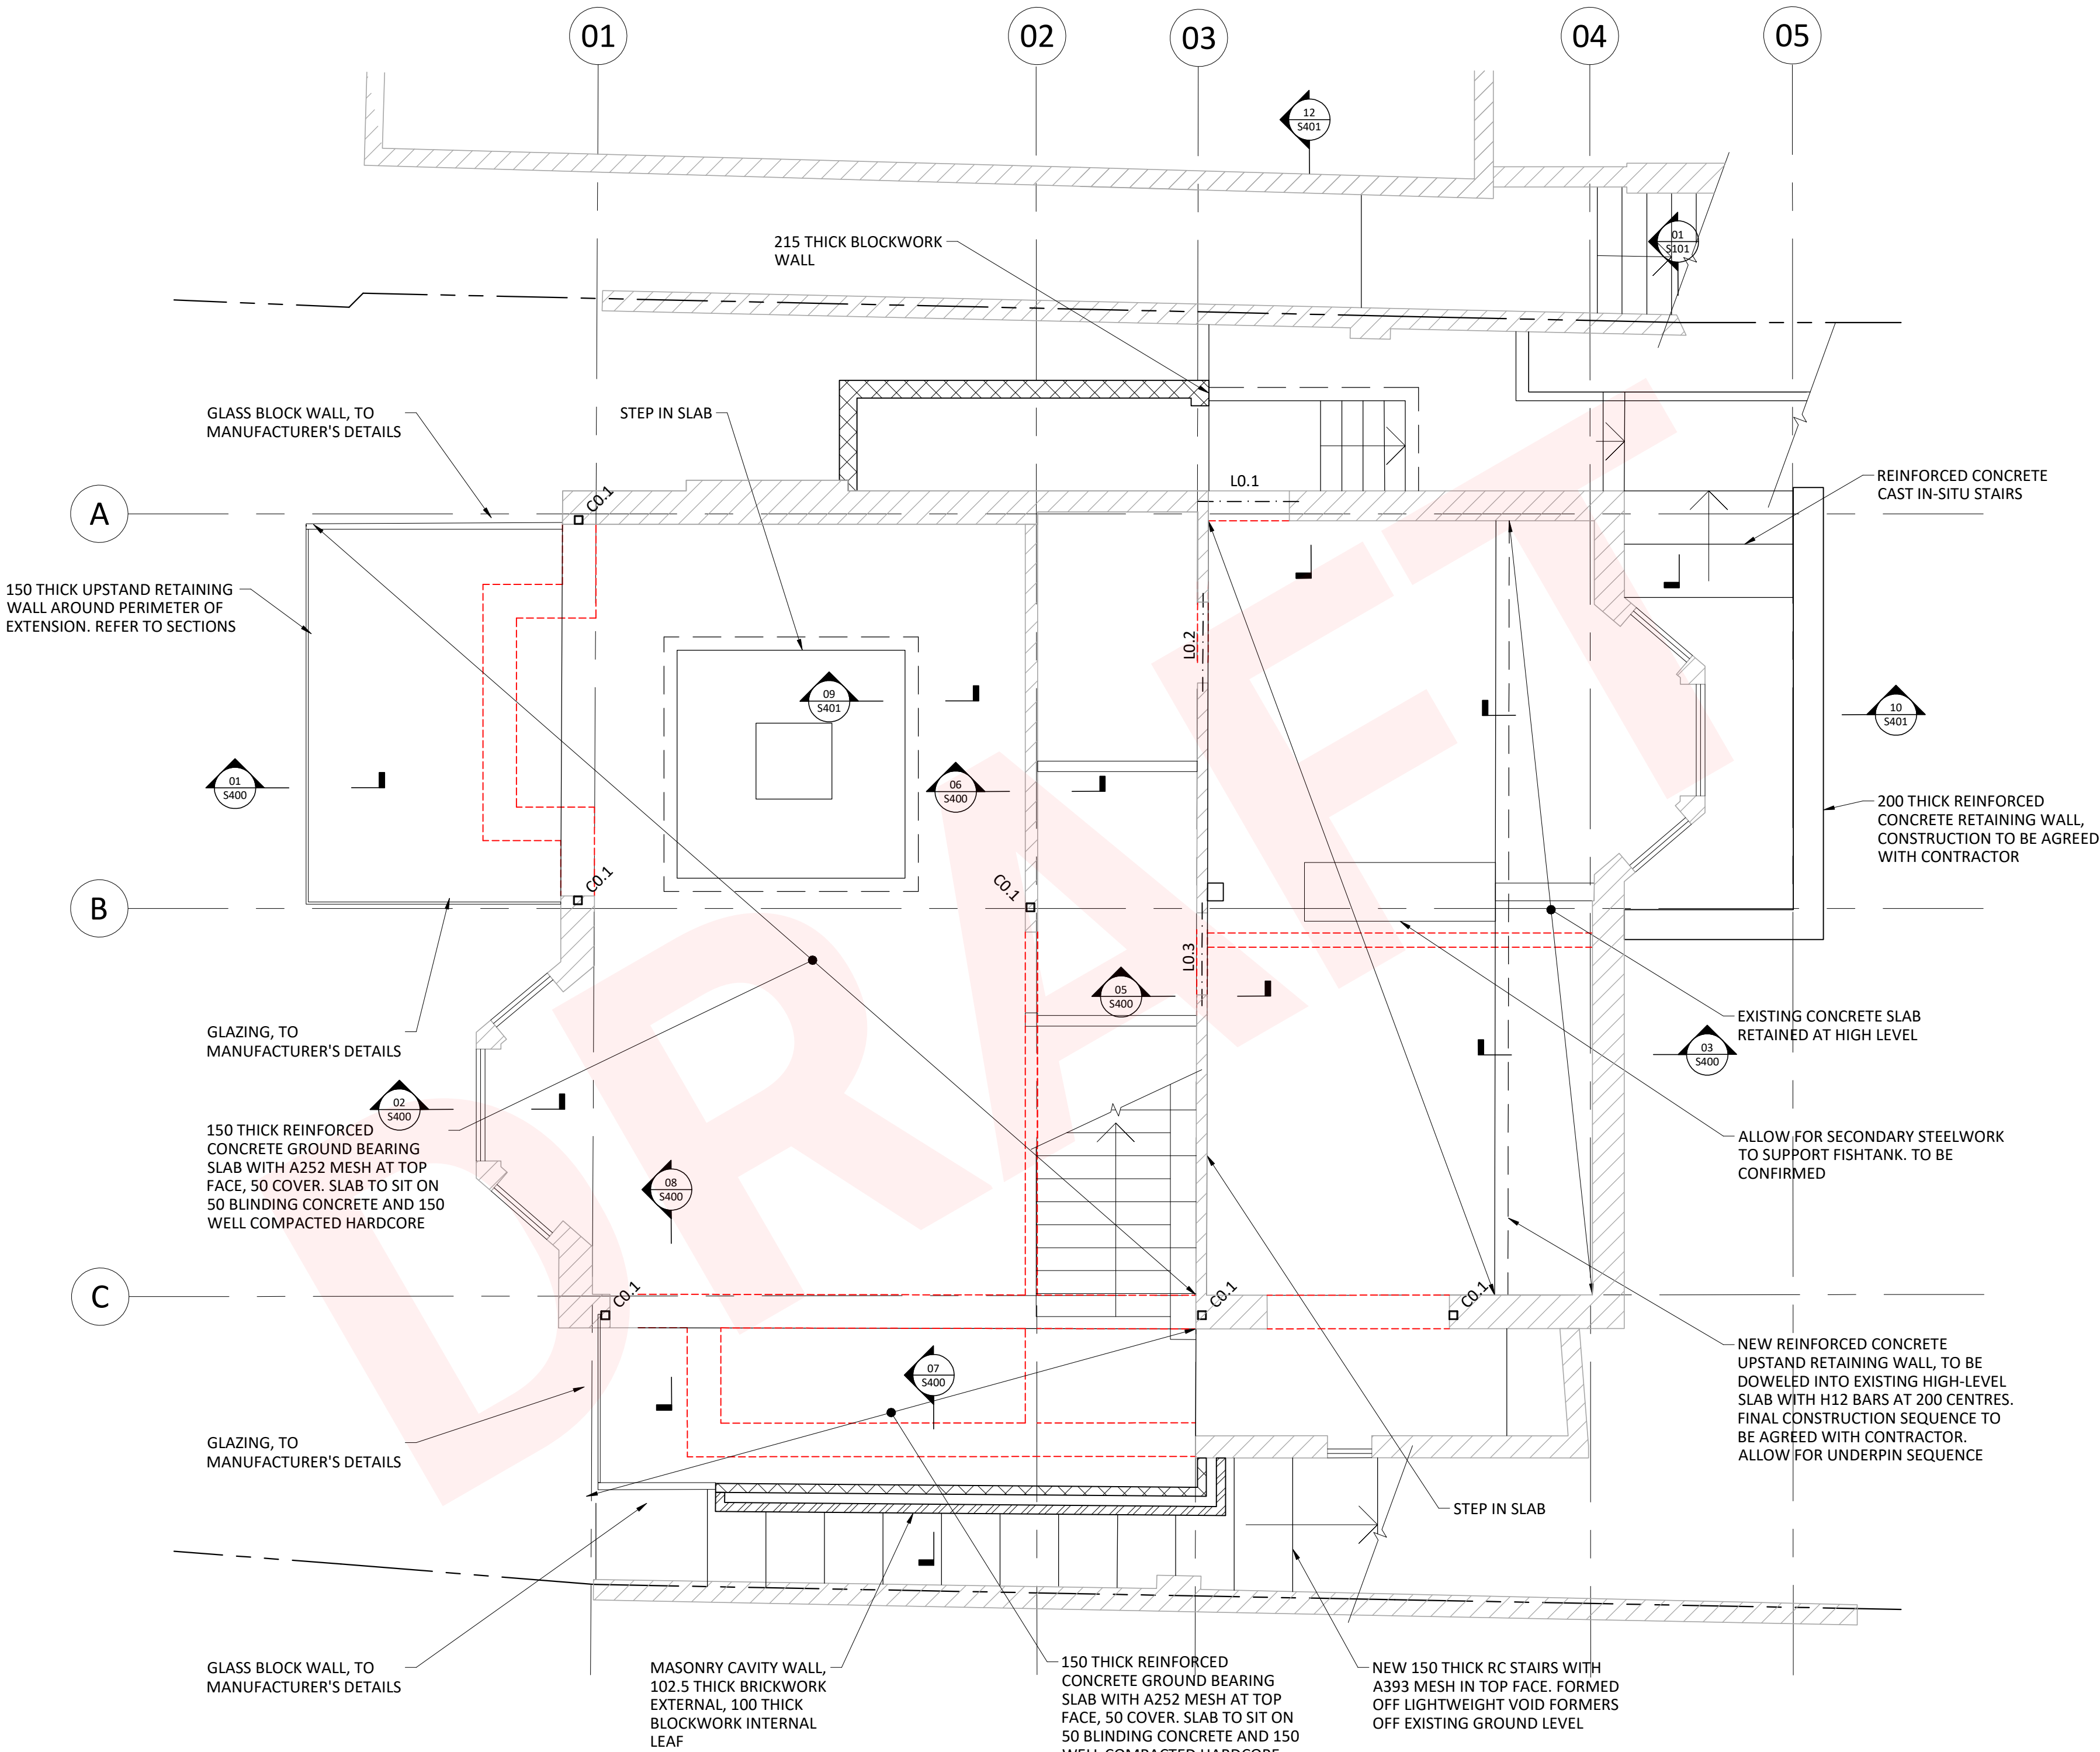 01
02
03
04
05
12
S401
01
S101
215 THICK BLOCKWORK
WALL
GLASS BLOCK WALL, TO
MANUFACTURER'S DETAILS
STEP IN SLAB
L0.1
REINFORCED CONCRETE
CAST IN-SITU STAIRS
A
C0.1
150 THICK UPSTAND RETAINING
WALL AROUND PERIMETER OF
EXTENSION. REFER TO SECTIONS
L0.2
09
S401
10
S401
01
S400
06
S400
200 THICK REINFORCED
CONCRETE RETAINING WALL,
CONSTRUCTION TO BE AGREED
WITH CONTRACTOR
B
C0.1
C0.1
L0.3
05
S400
GLAZING, TO
MANUFACTURER'S DETAILS
EXISTING CONCRETE SLAB
RETAINED AT HIGH LEVEL
03
S400
02
S400
150 THICK REINFORCED
CONCRETE GROUND BEARING
SLAB WITH A252 MESH AT TOP
FACE, 50 COVER. SLAB TO SIT ON
50 BLINDING CONCRETE AND 150
WELL COMPACTED HARDCORE
ALLOW FOR SECONDARY STEELWORK
TO SUPPORT FISHTANK. TO BE
CONFIRMED
08
S400
DRAFT
C
C0.1
C0.1
C0.1
07
S400
NEW REINFORCED CONCRETE
UPSTAND RETAINING WALL, TO BE
DOWELED INTO EXISTING HIGH-LEVEL
SLAB WITH H12 BARS AT 200 CENTRES.
FINAL CONSTRUCTION SEQUENCE TO
BE AGREED WITH CONTRACTOR.
ALLOW FOR UNDERPIN SEQUENCE
GLAZING, TO
MANUFACTURER'S DETAILS
STEP IN SLAB
GLASS BLOCK WALL, TO
MANUFACTURER'S DETAILS
MASONRY CAVITY WALL,
102.5 THICK BRICKWORK
EXTERNAL, 100 THICK
BLOCKWORK INTERNAL
LEAF
150 THICK REINFORCED
CONCRETE GROUND BEARING
SLAB WITH A252 MESH AT TOP
FACE, 50 COVER. SLAB TO SIT ON
50 BLINDING CONCRETE AND 150
WELL COMPACTED HARDCORE
NEW 150 THICK RC STAIRS WITH
A393 MESH IN TOP FACE. FORMED
OFF LIGHTWEIGHT VOID FORMERS
OFF EXISTING GROUND LEVEL